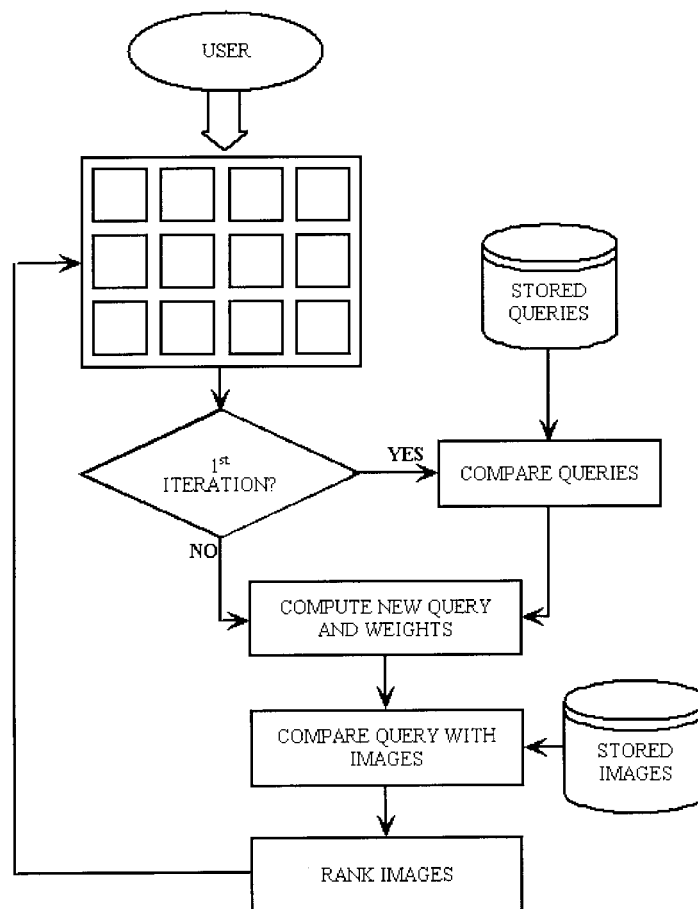 USER
STORED
QUERIES
1st
ITERATION?
YES
COMPARE QUERIES
NO
COMPUTE NEW QUERY
AND WEIGHTS
COMPARE QUERY WITH
IMAGES
STORED
IMAGES
RANK IMAGES